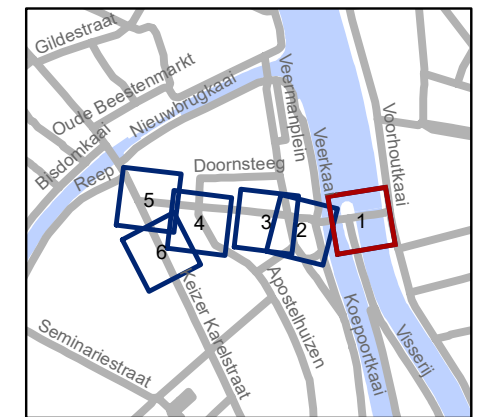 Gildestraat
Oude Beestenmarkt
Nieuwbrugkaai
Veermanplein
Bisdomkaai
Reep
Doornsteeg
Veerkaai
Voorhoutkaai
5
4
3
2
1
6
Keizer Karelstraat
Apostelhuizen
Koepoortkaai
Visserij
Seminariestraat